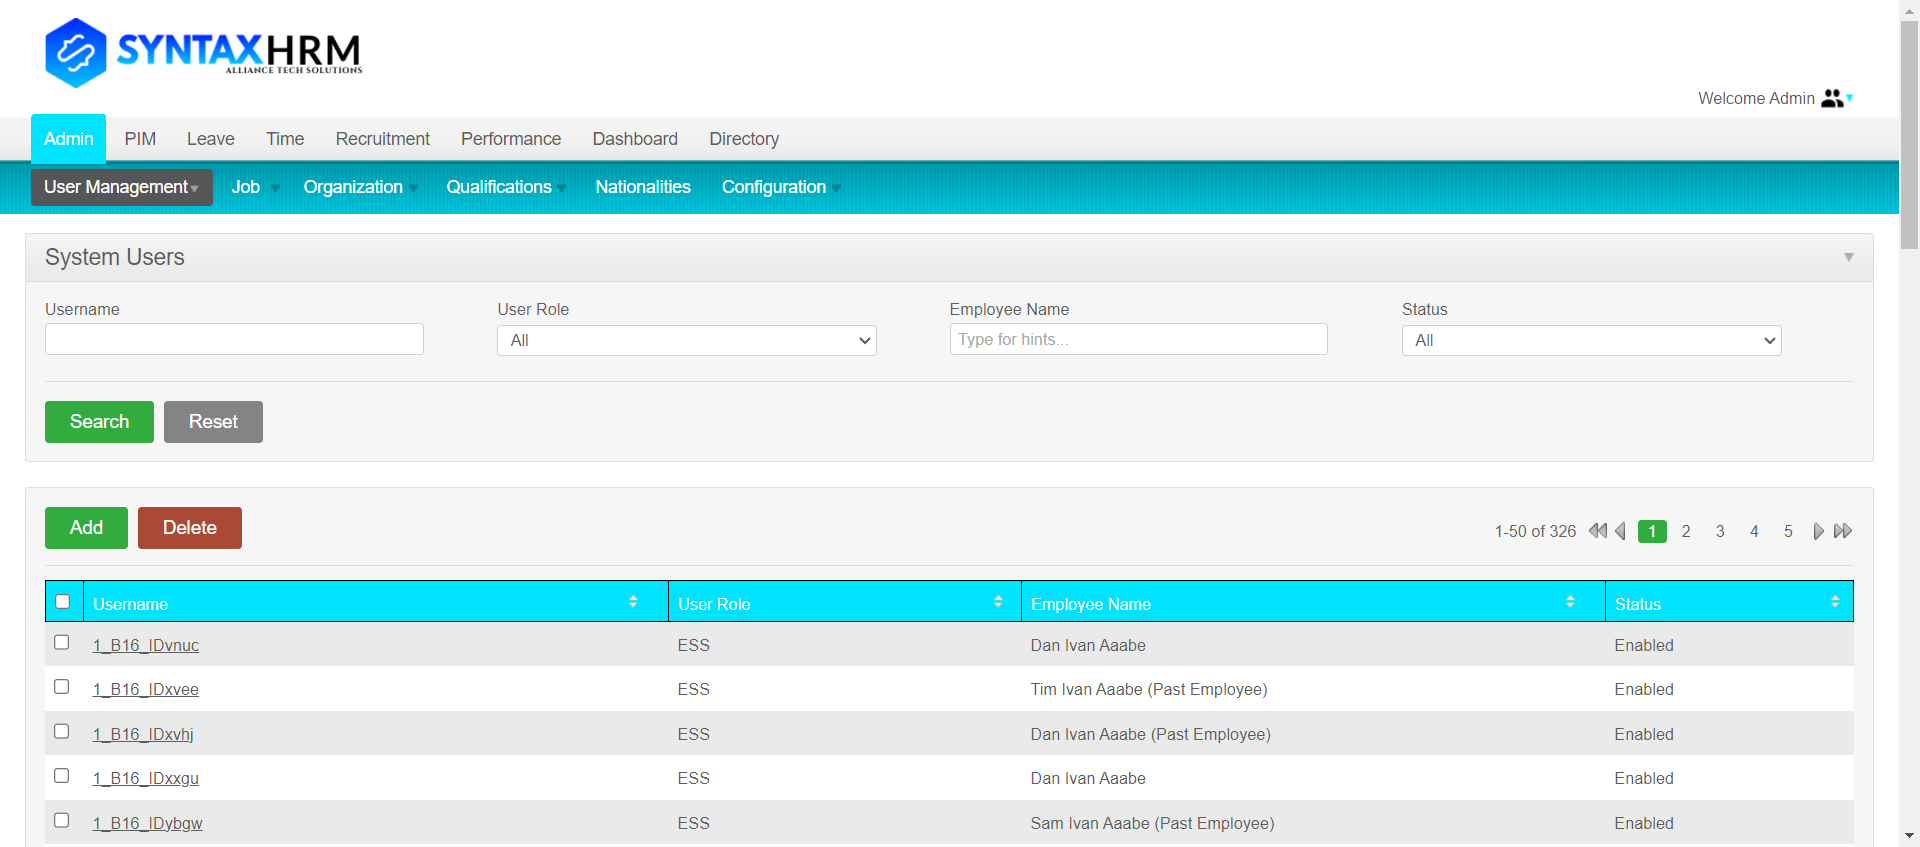 SYNTAXHRM
ALLIANCE TECH SOLUTIONS
Welcome Admin
Admin PIM Leave Time Recruitment Performance Dashboard Directory
User Management Job Organization Qualifications Nationalities Configuration
System Users
Username User Role Employee Name Status
All Type for hints... All
Search Reset
Add Delete 1-50 of 326 1 2 3 4 5
Username User Role Employee Name Status
1_B16_IDvnuc ESS Dan Ivan Aaabe Enabled
1_B16_IDxvee ESS Tim Ivan Aaabe (Past Employee) Enabled
1_B16_IDxvhj ESS Dan Ivan Aaabe (Past Employee) Enabled
1_B16_IDxxgu ESS Dan Ivan Aaabe Enabled
1_B16_IDybgw ESS Sam Ivan Aaabe (Past Employee) Enabled